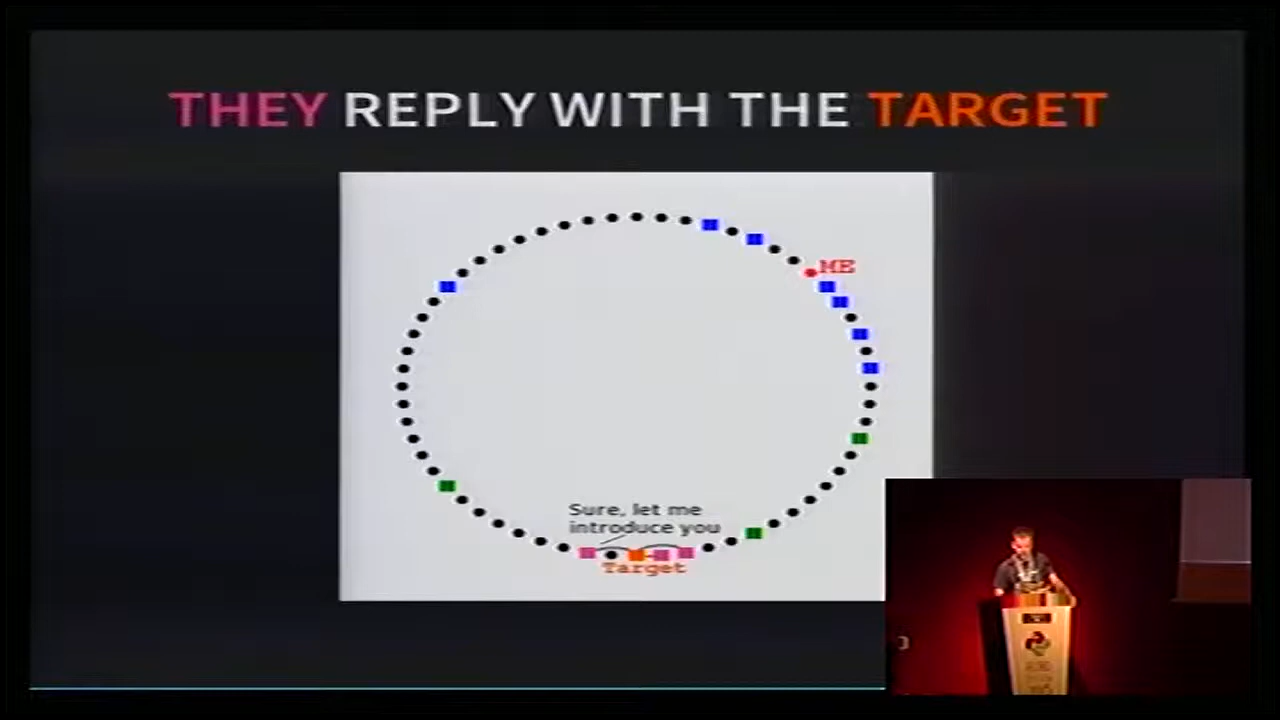 THEY REPLY WITH THE TARGET
ME
Sure, let me
introduce you
Target